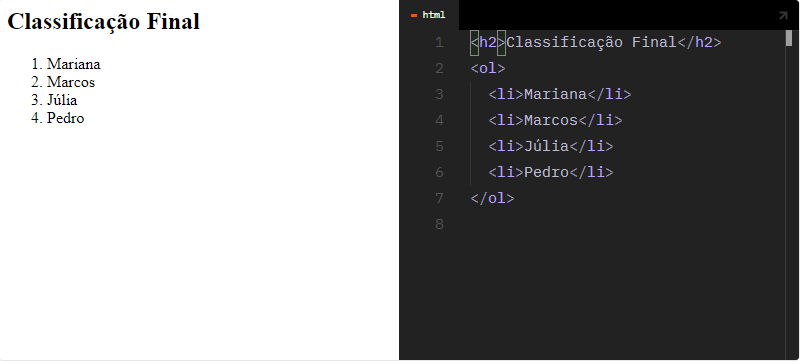 Classificação Final
1. Mariana
2. Marcos
3. Júlia
4. Pedro
html
1 <h2>Classificação Final</h2>
2 <ol>
3 <li>Mariana</li>
4 <li>Marcos</li>
5 <li>Júlia</li>
6 <li>Pedro</li>
7 </ol>
8